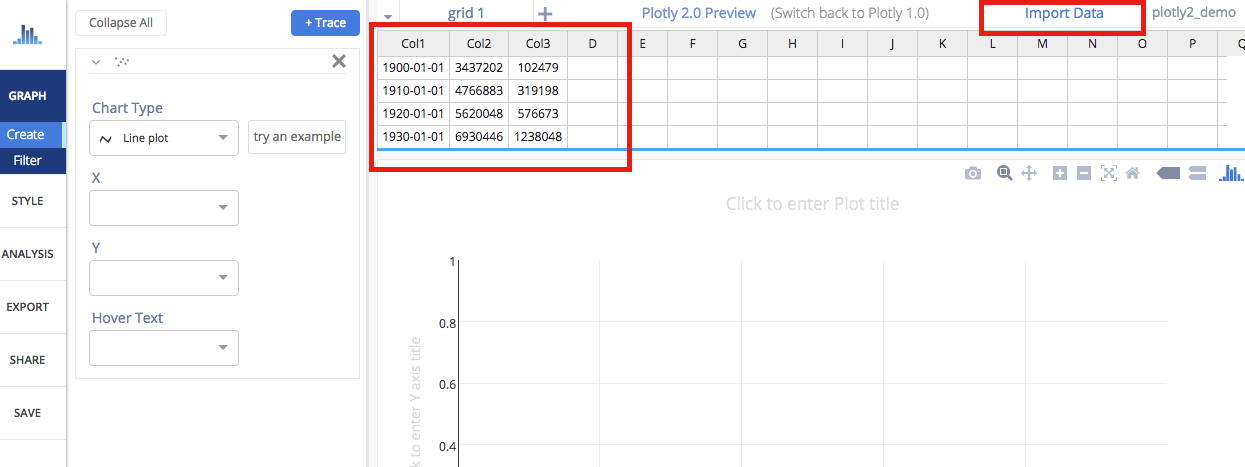 Collapse All
+ Trace
GRAPH
Create
Filter
STYLE
ANALYSIS
EXPORT
SHARE
SAVE
Chart Type
Line plot
try an example
X
Y
Hover Text
grid 1
+
Plotly 2.0 Preview (Switch back to Plotly 1.0)
Import Data
plotly2_demo
Col1 Col2 Col3 D E F G H I J K L M N O P Q
1900-01-01 3437202 102479
1910-01-01 4766883 319198
1920-01-01 5620048 576673
1930-01-01 6930446 1238048
Click to enter Plot title
1
0.8
0.6
0.4
k to enter Y axis title